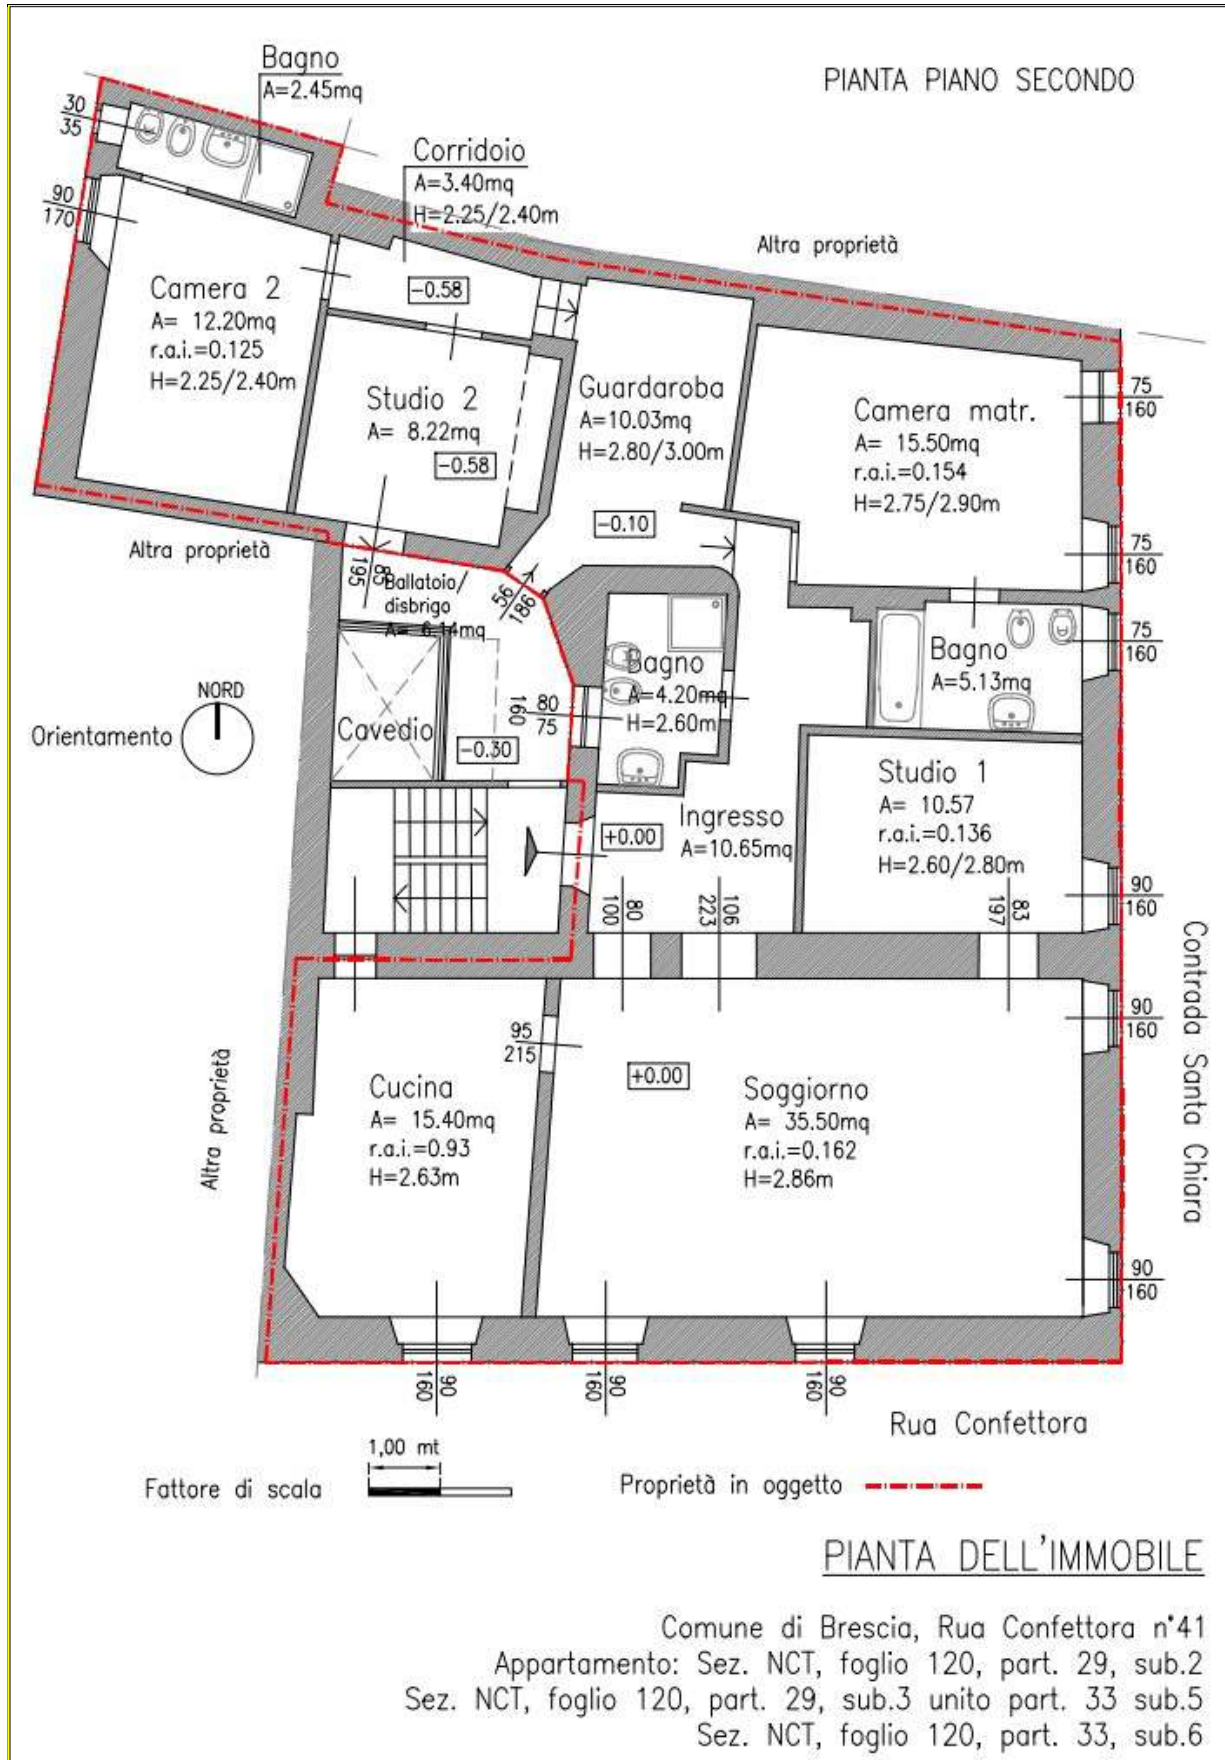 PIANTA PIANO SECONDO
Bagno
A=2.45mq
30
35
Corridoio
A=3.40mq
H=2.25/2.40m
90
170
Altra proprietà
Camera 2
A= 12.20mq
r.a.i.=0.125
H=2.25/2.40m
-0.58
Studio 2
A= 8.22mq
-0.58
Guardaroba
A=10.03mq
H=2.80/3.00m
Camera matr.
A= 15.50mq
r.a.i=0.154
H=2.75/2.90m
75
160
-0.10
75
160
Altra proprietà
85
195
Ballatoio/
disbrigo
A= 6.14mq
56
186
Bagno
A=4.20mq
H=2.60m
Bagno
A=5.13mq
75
160
NORD
Orientamento
Cavedio
-0.30
160
80
75
Studio 1
A= 10.57
r.a.i.=0.136
H=2.60/2.80m
Ingresso
A=10.65mq
+0.00
80
100
106
223
83
197
90
160
Contrada Santa Chiara
90
160
95
215
+0.00
Cucina
A= 15.40mq
r.a.i.=0.93
H=2.63m
Soggiorno
A= 35.50mq
r.a.i.=0.162
H=2.86m
Altra proprietà
90
160
90
160
90
160
90
160
Rua Confettora
1,00 mt
Fattore di scala
Proprietà in oggetto
PIANTA DELL'IMMOBILE
Comune di Brescia, Rua Confettora n°41
Appartamento: Sez. NCT, foglio 120, part. 29, sub.2
Sez. NCT, foglio 120, part. 29, sub.3 unito part. 33 sub.5
Sez. NCT, foglio 120, part. 33, sub.6